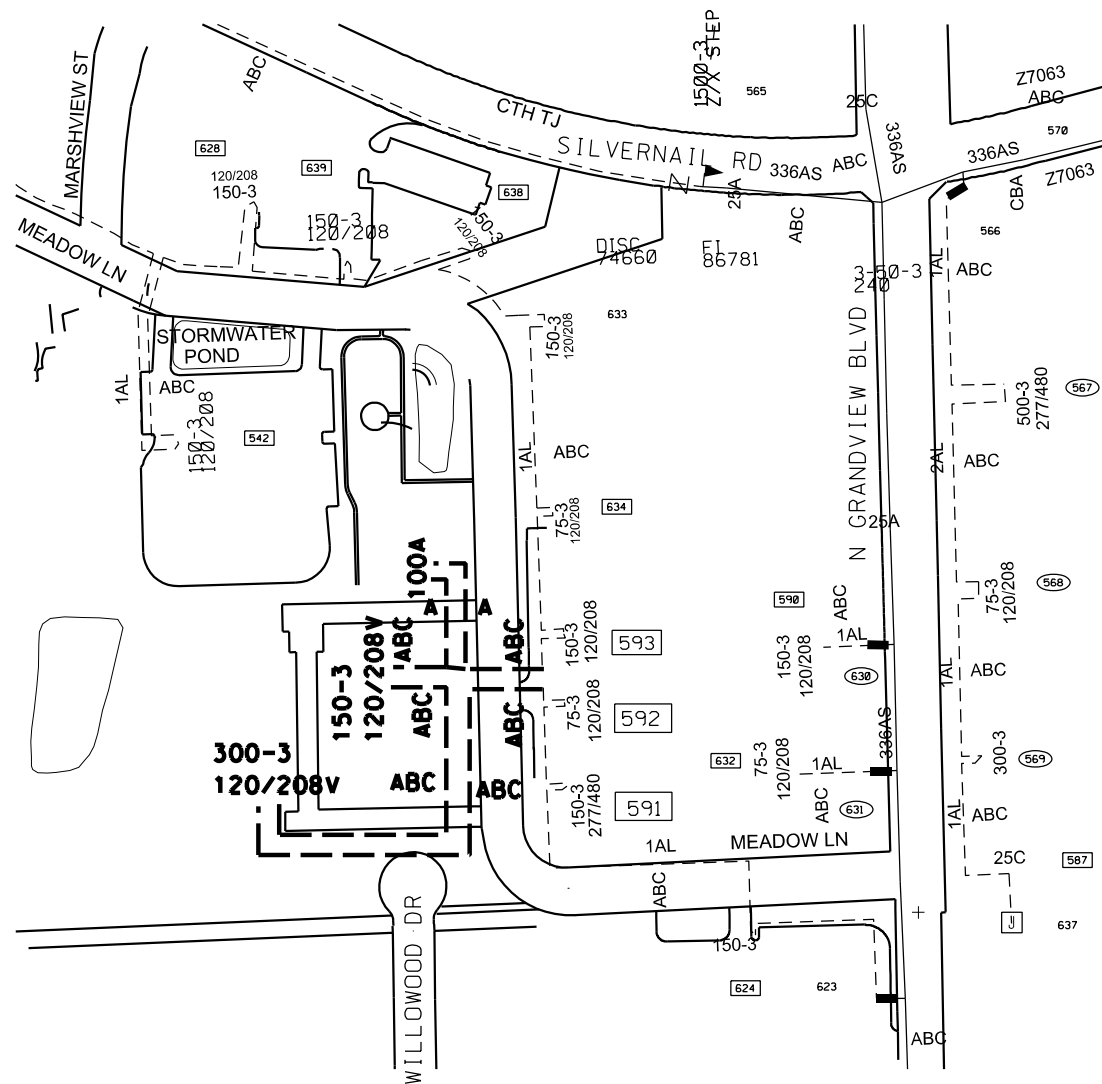 MARSHVIEW ST
ABC
1500-3
Z/X STEP
565
25C
Z7063
ABC
570
CTH TJ
SILVERNAIL RD
336AS
336AS
ABC
336AS
Z7063
CBA
628
639
638
120/208
150-3
150-3
120/208
150-3
120/208
25A
ABC
566
MEADOW LN
DISC
74660
86781
3-50-3
240
1AL
ABC
633
STORMWATER
POND
150-3
120/208
1AL
ABC
150-3
120/208
542
N GRANDVIEW BLVD
500-3
277/480
567
1AL
ABC
2AL
ABC
75-3
120/208
634
25A
100A
A
A
ABC
ABC
150-3
120/208
593
590
ABC
1AL
150-3
120/208
630
75-3
120/208
568
1AL
ABC
150-3
120/208V
ABC
ABC
75-3
120/208
592
336AS
300-3
120/208V
ABC
ABC
150-3
277/480
591
632
75-3
120/208
1AL
ABC
631
300-3
569
1AL
ABC
1AL
MEADOW LN
ABC
25C
587
637
WILLOWOOD DR
150-3
624
623
ABC